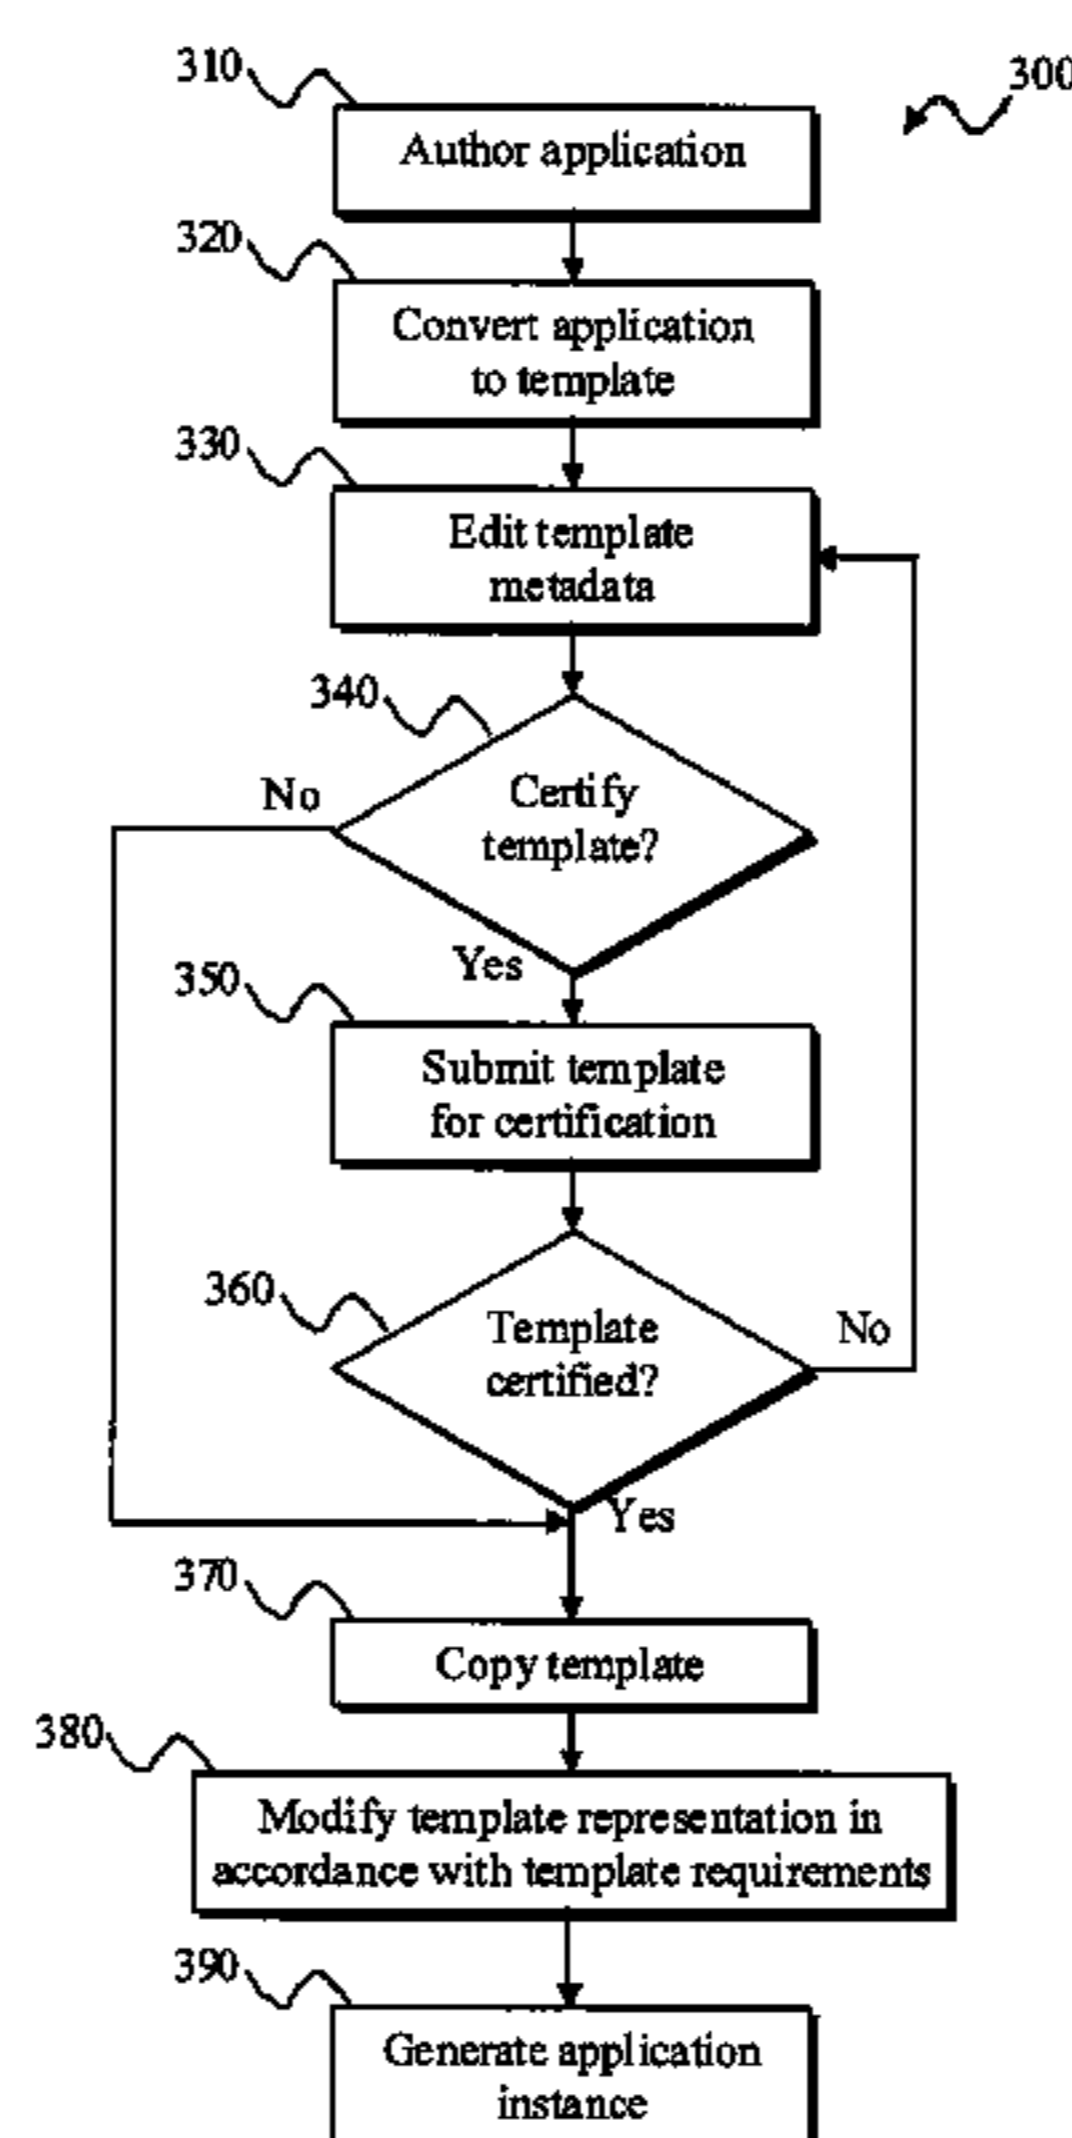 310
300
Author application
320
Convert application
to template
330
Edit template
metadata
340
No
Certify
template?
Yes
350
Submit template
for certification
360
Template
certified?
No
Yes
370
Copy template
380
Modify template representation in
accordance with template requirements
390
Generate application
instance